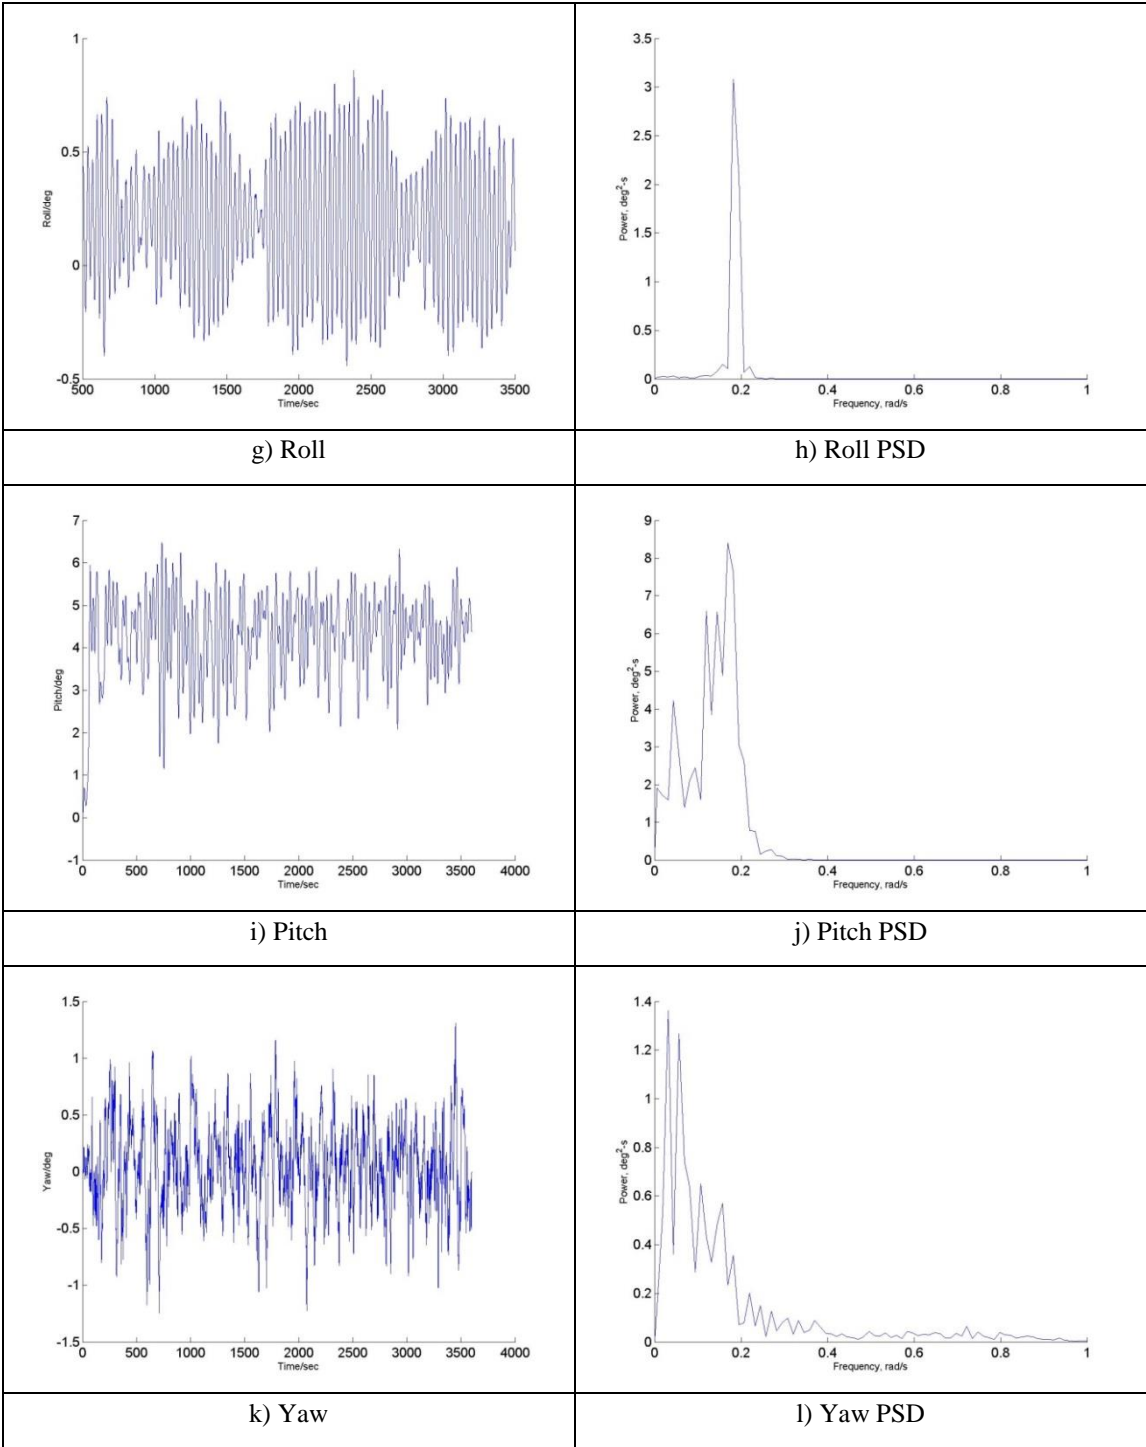 1
0.5
0
-0.5
500 1000 1500 2000 2500 3000 3500
Roll/deg
Time/sec
3.5
3
2.5
2
1.5
1
0.5
0
0 0.2 0.4 0.6 0.8 1
Power, deg²-s
Frequency, rad/s
g) Roll
h) Roll PSD
7
6
5
4
3
2
1
0
-1
0 500 1000 1500 2000 2500 3000 3500 4000
Pitch/deg
Time/sec
9
8
7
6
5
4
3
2
1
0
0 0.2 0.4 0.6 0.8 1
Power, deg²-s
Frequency, rad/s
i) Pitch
j) Pitch PSD
1.5
1
0.5
0
-0.5
-1
-1.5
0 500 1000 1500 2000 2500 3000 3500 4000
Yaw/deg
Time/sec
1.4
1.2
1
0.8
0.6
0.4
0.2
0
0 0.2 0.4 0.6 0.8 1
Power, deg²-s
Frequency, rad/s
k) Yaw
l) Yaw PSD